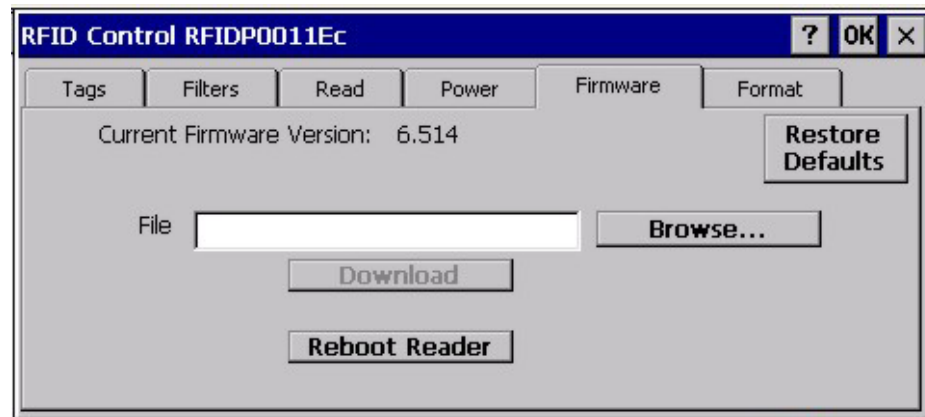 RFID Control RFIDP0011Ec ? OK ×
Tags Filters Read Power Firmware Format
Current Firmware Version: 6.514
Restore
Defaults
File
Browse...
Download
Reboot Reader